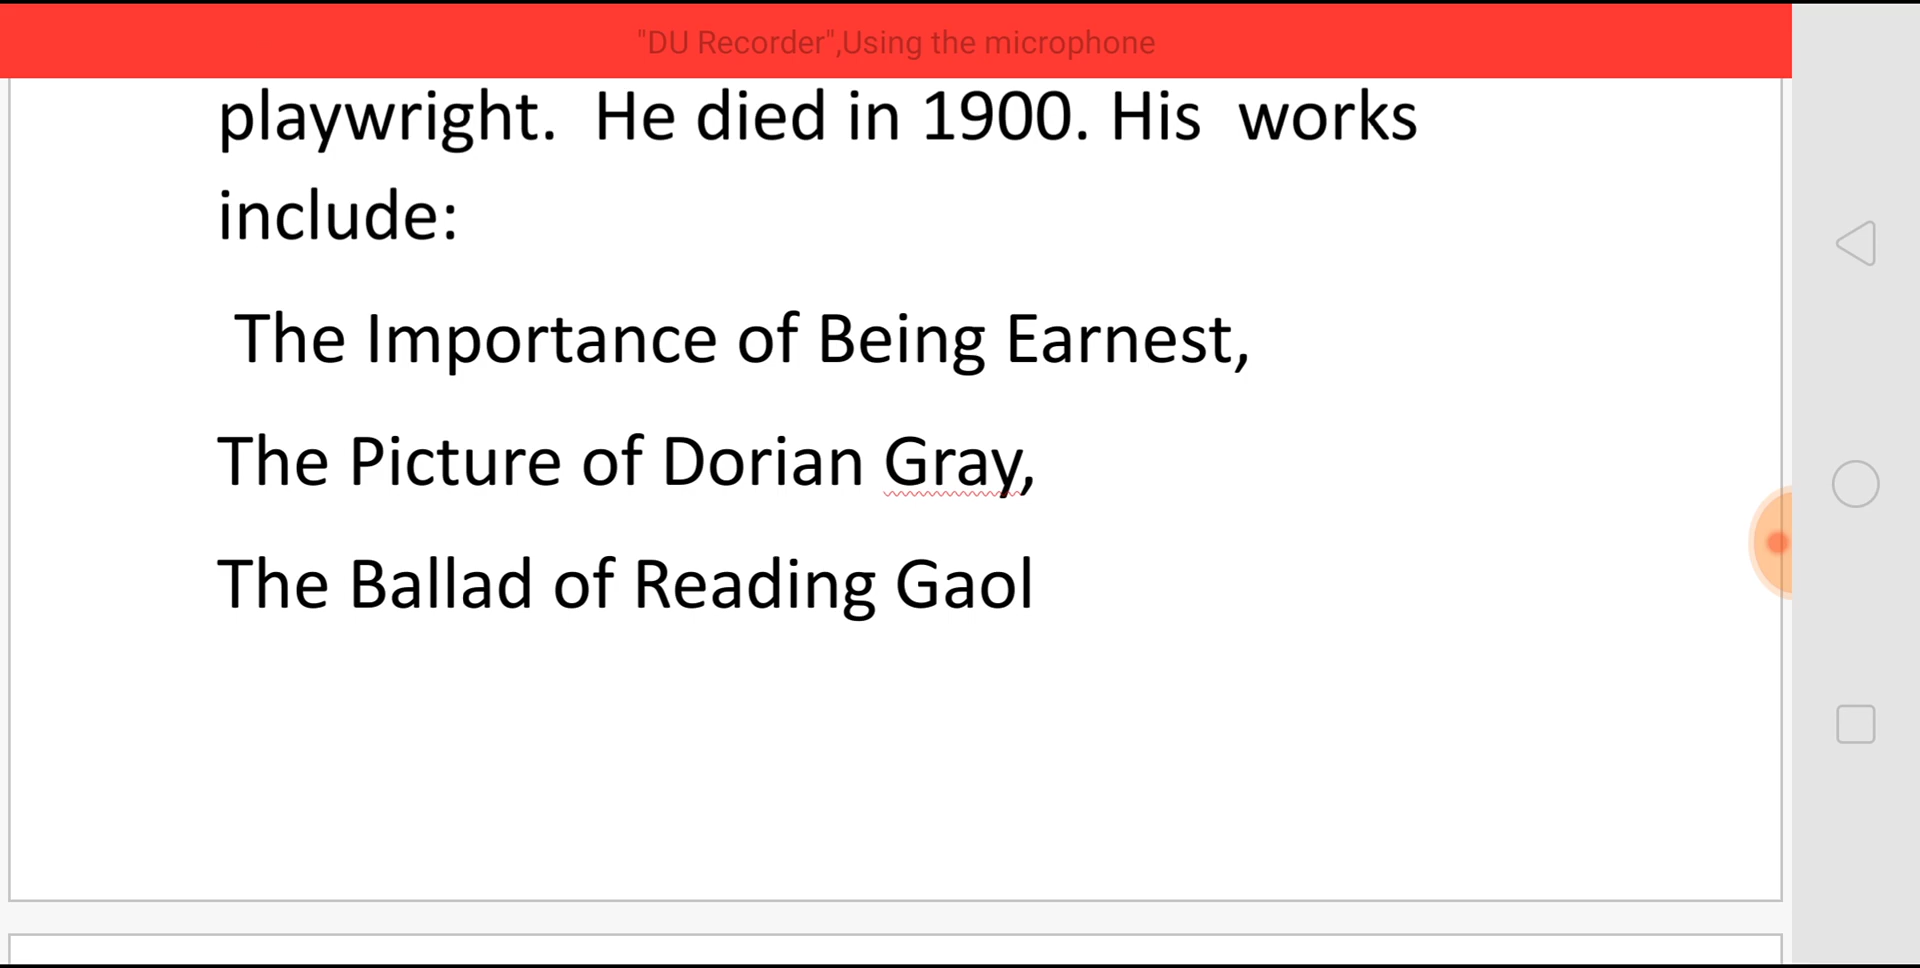 "DU Recorder",Using the microphone
playwright. He died in 1900. His works
include:
The Importance of Being Earnest,
The Picture of Dorian Gray,
The Ballad of Reading Gaol